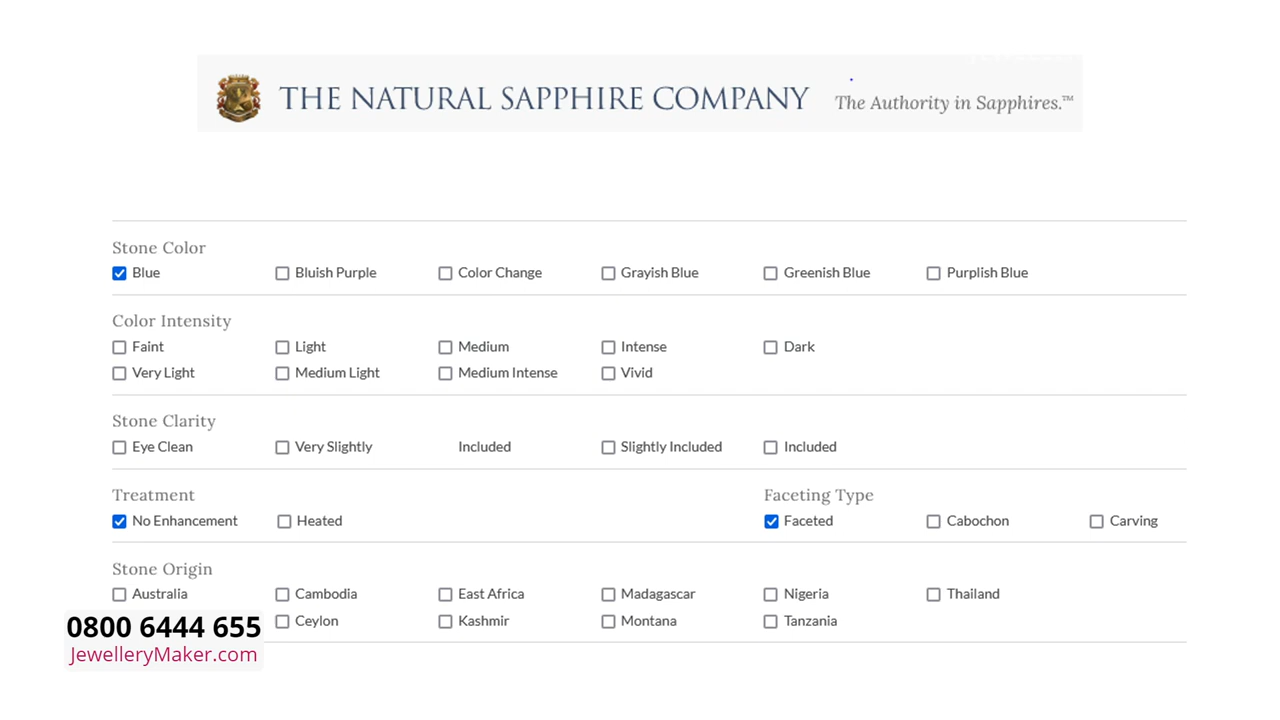 THE NATURAL SAPPHIRE COMPANY The Authority in Sapphires.™
Stone Color
Blue Bluish Purple Color Change Grayish Blue Greenish Blue Purplish Blue
Color Intensity
Faint Light Medium Intense Dark
Very Light Medium Light Medium Intense Vivid
Stone Clarity
Eye Clean Very Slightly Included Slightly Included Included
Treatment Faceting Type
No Enhancement Heated Faceted Cabochon Carving
Stone Origin
Australia Cambodia East Africa Madagascar Nigeria Thailand
0800 6444 655 Ceylon Kashmir Montana Tanzania
JewelleryMaker.com